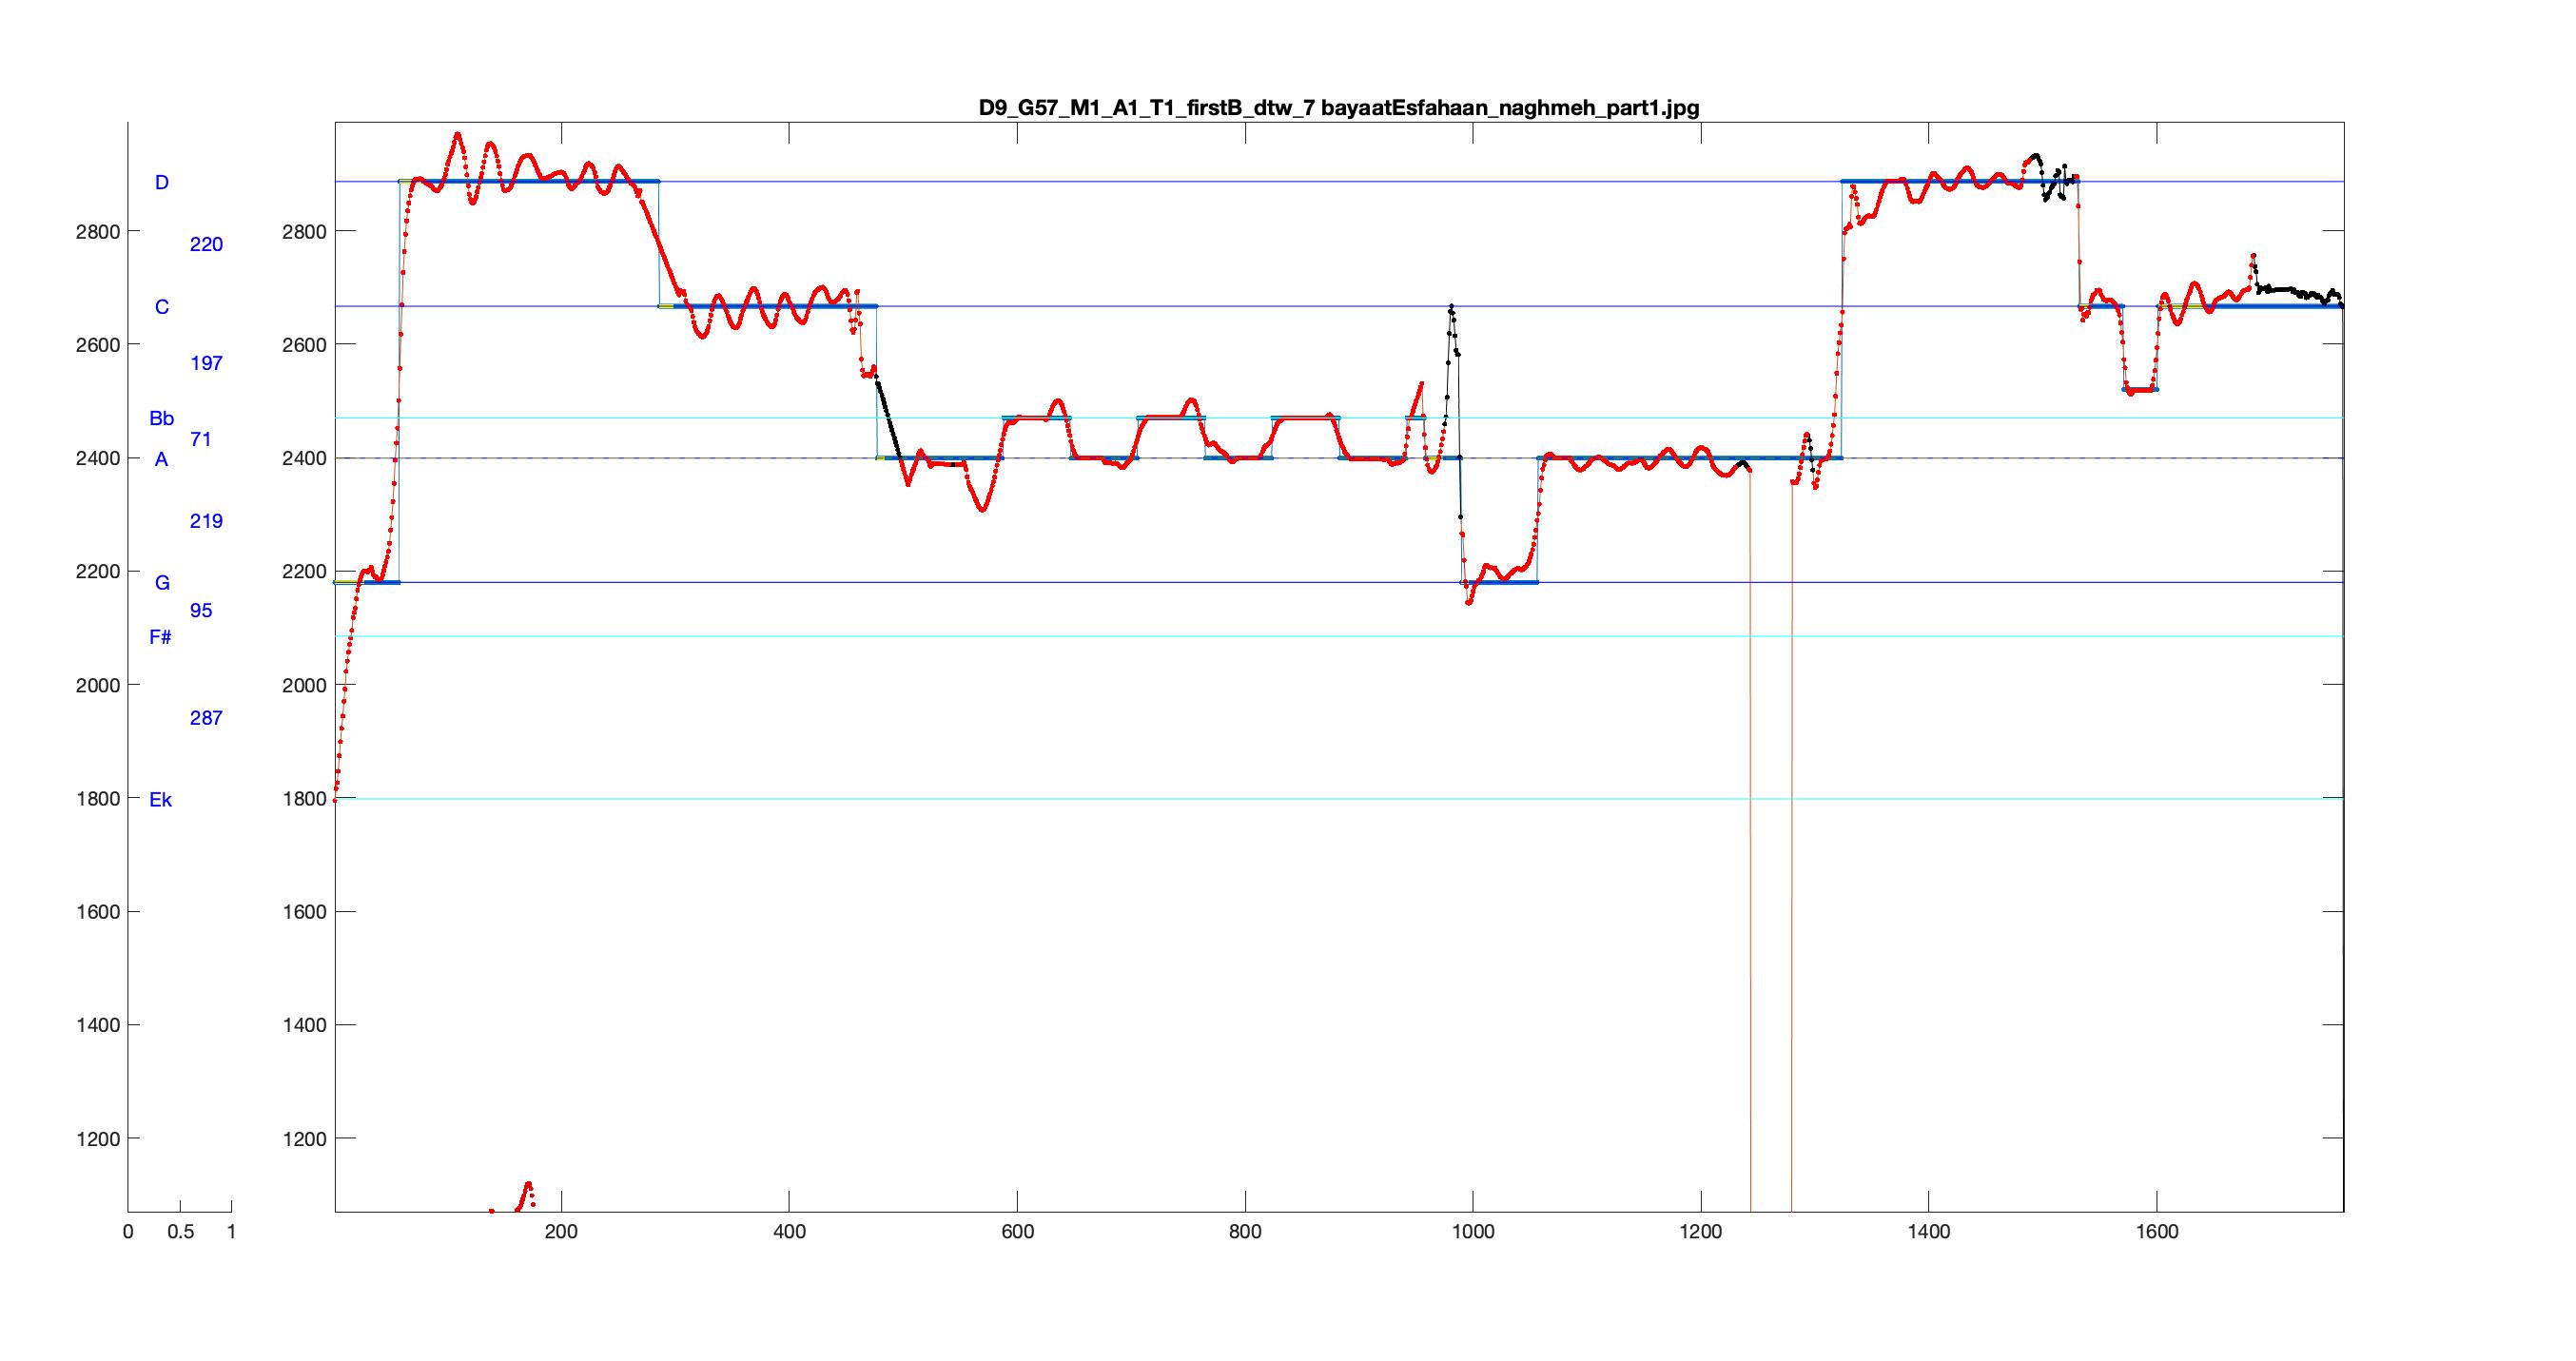 D9_G57_M1_A1_T1_firstB_dtw_7 bayaatEsfahaan_naghmeh_part1.jpg
D
2800 220 2800
C
2600 197 2600
Bb
71
2400 A 2400
219
2200 G 2200
95
F#
2000 2000
287
1800 Ek 1800
1600 1600
1400 1400
1200 1200
0 0.5 1 200 400 600 800 1000 1200 1400 1600